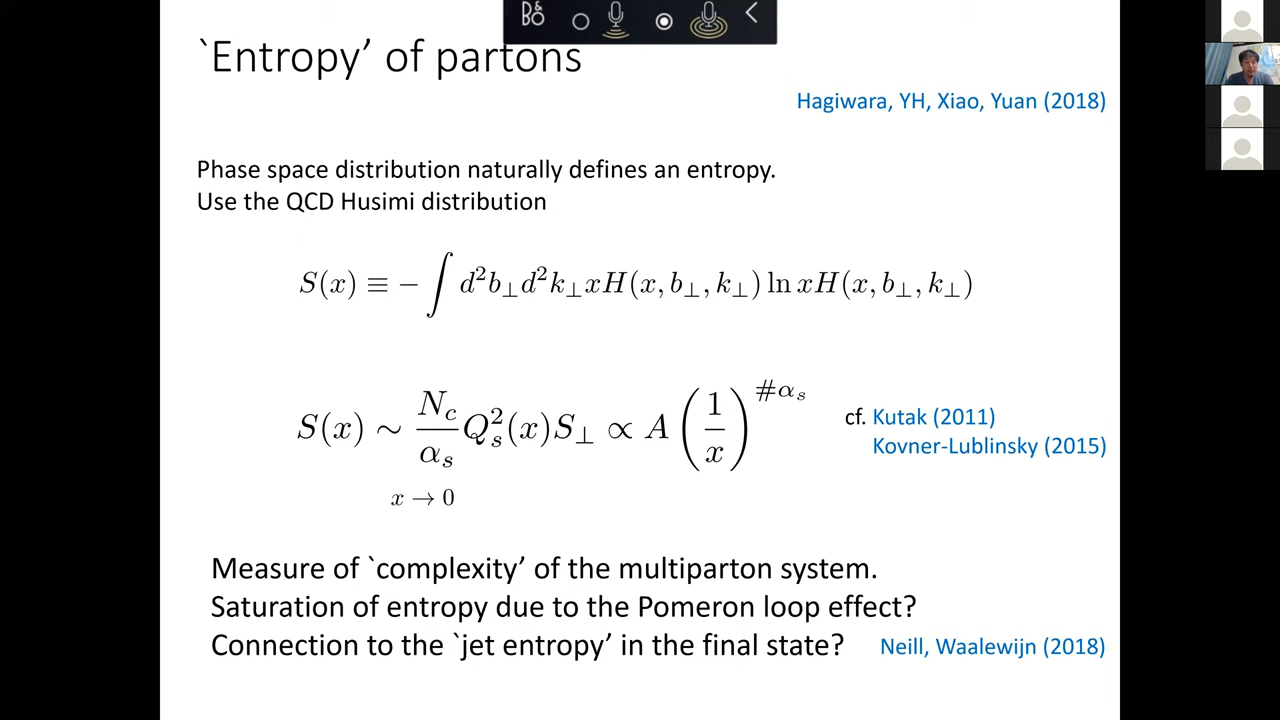 B&O
`Entropy’ of partons
Hagiwara, YH, Xiao, Yuan (2018)
Phase space distribution naturally defines an entropy.
Use the QCD Husimi distribution
S(x) ≡ − ∫ d²b⊥d²k⊥xH(x, b⊥, k⊥) ln xH(x, b⊥, k⊥)
S(x) ∼ N_c/α_s Q_s²(x)S⊥ ∝ A (1/x)^{#α_s}
x → 0
cf. Kutak (2011)
Kovner-Lublinsky (2015)
Measure of `complexity’ of the multiparton system.
Saturation of entropy due to the Pomeron loop effect?
Connection to the `jet entropy’ in the final state?
Neill, Waalewijn (2018)